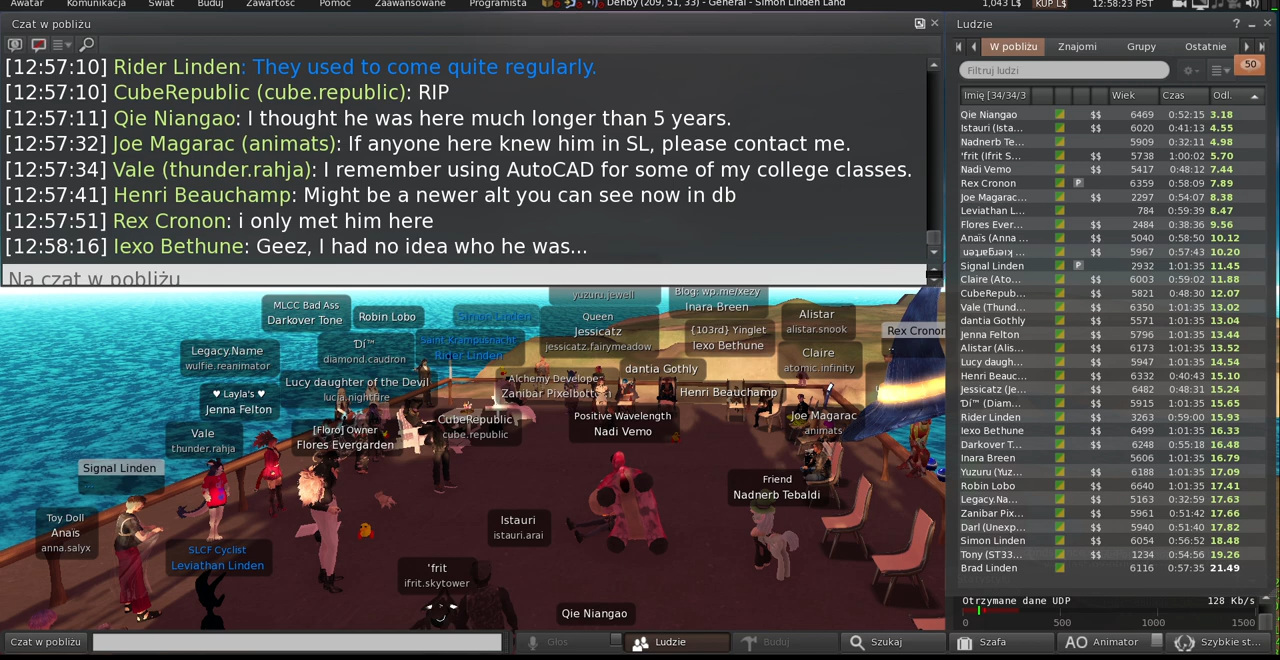 Awatar Komunikacja Świat Buduj Zawartość Pomoc Zaawansowane Programista Denby (209, 51, 33) - General - Simon Linden Land 1,043 L$ KUP L$ 12:58:23 PST
Czat w pobliżu
[12:57:10] Rider Linden: They used to come quite regularly.
[12:57:10] CubeRepublic (cube.republic): RIP
[12:57:11] Qie Niangao: I thought he was here much longer than 5 years.
[12:57:32] Joe Magarac (animats): If anyone here knew him in SL, please contact me.
[12:57:34] Vale (thunder.rahja): I remember using AutoCAD for some of my college classes.
[12:57:41] Henri Beauchamp: Might be a newer alt you can see now in db
[12:57:51] Rex Cronon: i only met him here
[12:58:16] Iexo Bethune: Geez, I had no idea who he was...
Na czat w pobliżu
yuzuru.jewell
Blog: wp.me/xezy
Inara Breen
MLCC Bad Ass
Darkover Tone
Robin Lobo
Simon Linden
Queen
Jessicatz
jessicatz.fairymeadow
{103rd} Yinglet
Iexo Bethune
Alistar
alistar.snook
Rex Cronon
Legacy.Name
wulfie.reanimator
Ɗí™
diamond.caudron
Saint Krampusnacht
Rider Linden
Claire
atomic.infinity
dantia Gothly
Lucy daughter of the Devil
lucia.nightfire
Alchemy Developer
Zanibar Pixelbott
Henri Beauchamp
♥ Layla's ♥
Jenna Felton
CubeRepublic
cube.republic
Positive Wavelength
Nadi Vemo
Joe Magarac
animats
Vale
thunder.rahja
[Floro] Owner
Flores Evergarden
Signal Linden
Friend
Nadnerb Tebaldi
Toy Doll
Anaïs
anna.salyx
Istauri
istauri.arai
SLCF Cyclist
Leviathan Linden
'frit
ifrit.skytower
Qie Niangao
Czat w pobliżu Głos Ludzie Buduj Szukaj
Ludzie ?
W pobliżu Znajomi Grupy Ostatnie
Filtruj ludzi 50
Imię [34/34/3 Wiek Czas Odl.
Qie Niangao $$ 6469 0:52:15 3.18
Istauri (Ista... $$ 6020 0:41:13 4.55
Nadnerb Te... 5909 0:32:11 4.98
'frit (Ifrit S... $$ 5738 1:00:02 5.70
Nadi Vemo $$ 5417 0:48:12 7.44
Rex Cronon P 6359 0:58:09 7.89
Joe Magarac... $$ 2297 0:54:07 8.38
Leviathan L... 784 0:59:39 8.47
Flores Ever... $$ 2484 0:38:36 9.56
Anaïs (Anna ... $$ 5040 0:58:50 10.12
$$ 5967 0:57:43 10.20
Signal Linden P 2932 1:01:35 11.45
Claire (Ato... $$ 6003 0:59:02 11.88
CubeRepub... $$ 5821 0:48:30 12.07
Vale (Thund... $$ 6350 1:01:35 13.02
dantia Gothly $$ 5571 1:01:35 13.04
Jenna Felton $$ 5796 1:01:35 13.44
Alistar (Alis... $$ 6173 1:01:35 13.52
Lucy daugh... $$ 5947 1:01:35 14.54
Henri Beauc... $$ 6332 0:40:43 15.10
Jessicatz (Je... $$ 6482 0:48:31 15.24
Ɗí™ (Diam... $$ 5915 1:01:35 15.65
Rider Linden $$ 3263 0:59:00 15.93
Iexo Bethune $$ 6499 1:01:35 16.33
Darkover T... $$ 6248 0:55:18 16.48
Inara Breen 5606 1:01:35 16.79
Yuzuru (Yuz... $$ 6188 1:01:35 17.09
Robin Lobo $$ 6640 1:01:35 17.41
Legacy.Na... $$ 5163 0:32:59 17.63
Zanibar Pix... $$ 5961 0:51:42 17.66
Darl (Unexp... $$ 5940 0:51:40 17.82
Simon Linden $$ 6054 0:56:52 18.48
Tony (ST33... $$ 1234 0:54:56 19.26
Brad Linden 6116 0:57:35 21.49
Otrzymane dane UDP 128 Kb/s
0 500 1000 1500
Szafa AO Animator Szybkie st...